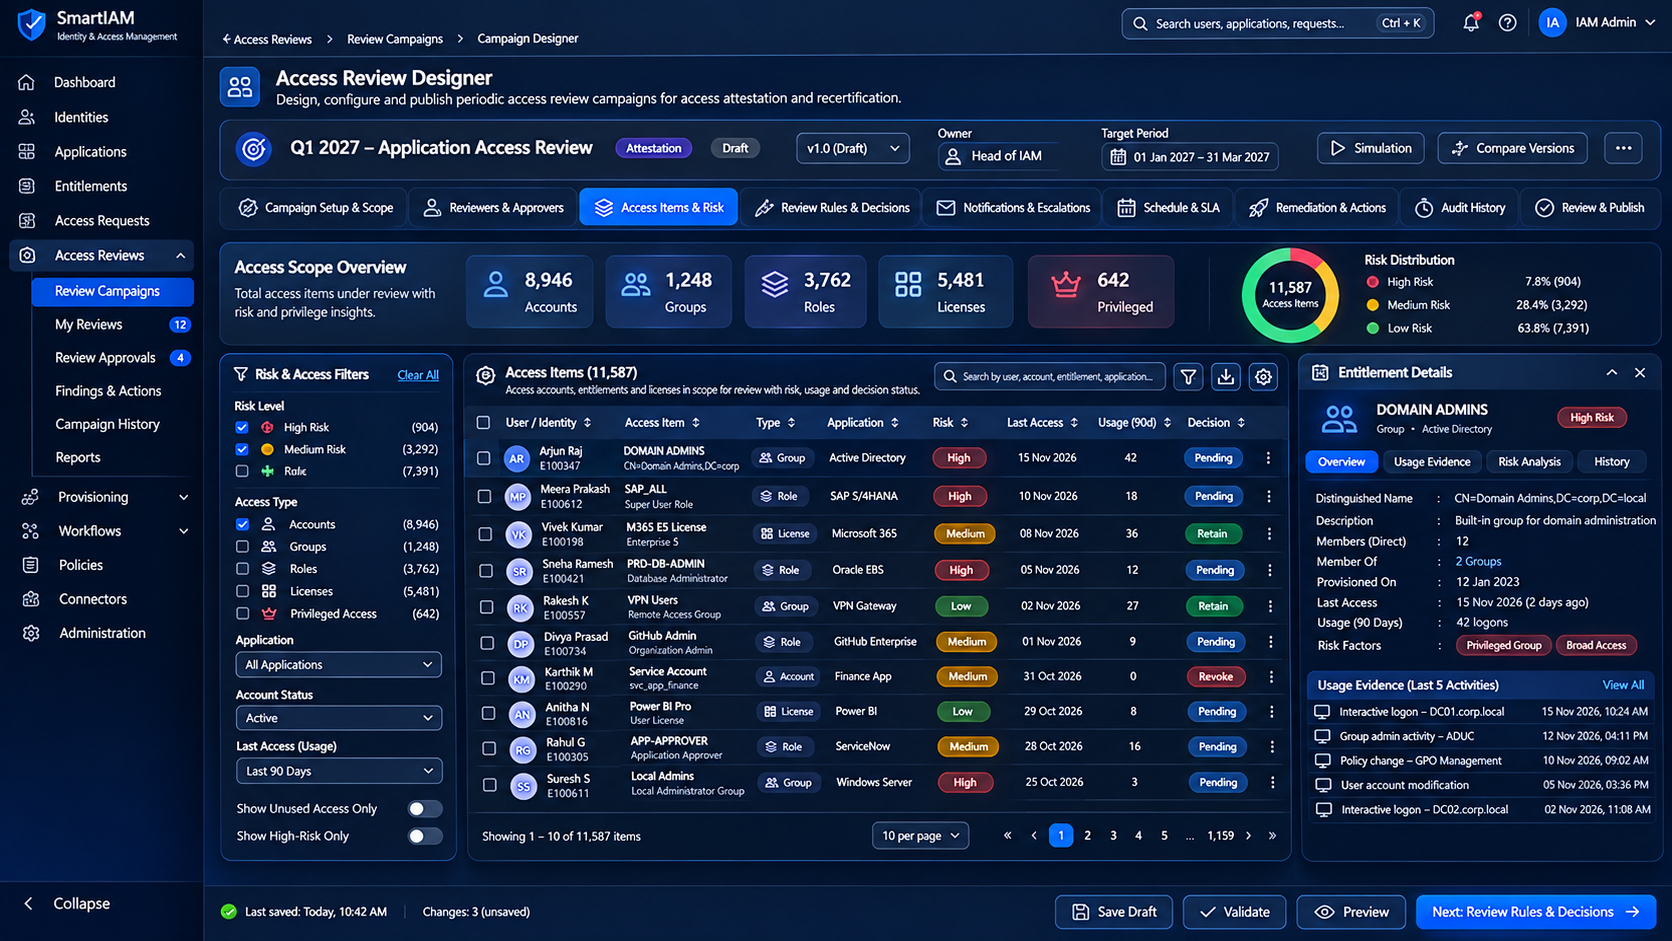 SmartIAM
Identity & Access Management
Dashboard
Identities
Applications
Entitlements
Access Requests
Access Reviews
Review Campaigns
My Reviews 12
Review Approvals 4
Findings & Actions
Campaign History
Reports
Provisioning
Workflows
Policies
Connectors
Administration
Collapse
Access Reviews > Review Campaigns > Campaign Designer
Search users, applications, requests... Ctrl + K
IA IAM Admin
Access Review Designer
Design, configure and publish periodic access review campaigns for access attestation and recertification.
Q1 2027 – Application Access Review Attestation Draft v1.0 (Draft)
Owner
Head of IAM
Target Period
01 Jan 2027 – 31 Mar 2027
Simulation Compare Versions
Campaign Setup & Scope Reviewers & Approvers Access Items & Risk Review Rules & Decisions Notifications & Escalations Schedule & SLA Remediation & Actions Audit History Review & Publish
Access Scope Overview
Total access items under review with
risk and privilege insights.
8,946
Accounts
1,248
Groups
3,762
Roles
5,481
Licenses
642
Privileged
11,587
Access Items
Risk Distribution
High Risk 7.8% (904)
Medium Risk 28.4% (3,292)
Low Risk 63.8% (7,391)
Risk & Access Filters Clear All
Risk Level
High Risk (904)
Medium Risk (3,292)
(7,391)
Access Type
Accounts (8,946)
Groups (1,248)
Roles (3,762)
Licenses (5,481)
Privileged Access (642)
Application
All Applications
Account Status
Active
Last Access (Usage)
Last 90 Days
Show Unused Access Only
Show High-Risk Only
Access Items (11,587)
Access accounts, entitlements and licenses in scope for review with risk, usage and decision status.
Search by user, account, entitlement, application...
User / Identity Access Item Type Application Risk Last Access Usage (90d) Decision
AR Arjun Raj DOMAIN ADMINS Group Active Directory High 15 Nov 2026 42 Pending
E100347 CN=Domain Admins,DC=corp
MP Meera Prakash SAP_ALL Role SAP S/4HANA High 10 Nov 2026 18 Pending
E100612 Super User Role
VK Vivek Kumar M365 E5 License License Microsoft 365 Medium 08 Nov 2026 36 Retain
E100198 Enterprise 5
SR Sneha Ramesh PRD-DB-ADMIN Role Oracle EBS High 05 Nov 2026 12 Pending
E100421 Database Administrator
RK Rakesh K VPN Users Group VPN Gateway Low 02 Nov 2026 27 Retain
E100557 Remote Access Group
DP Divya Prasad GitHub Admin Role GitHub Enterprise Medium 01 Nov 2026 9 Pending
E100734 Organization Admin
KM Karthik M Service Account Account Finance App Medium 31 Oct 2026 0 Revoke
E100290 svc_app_finance
AN Anitha N Power BI Pro License Power BI Low 29 Oct 2026 8 Pending
E100816 User License
RG Rahul G APP-APPROVER Role ServiceNow Medium 28 Oct 2026 16 Pending
E100305 Application Approver
SS Suresh S Local Admins Group Windows Server High 25 Oct 2026 3 Pending
E100611 Local Administrator Group
Showing 1 – 10 of 11,587 items 10 per page « ‹ 1 2 3 4 5 ... 1,159 › »
Entitlement Details
DOMAIN ADMINS
Group • Active Directory
High Risk
Overview Usage Evidence Risk Analysis History
Distinguished Name : CN=Domain Admins,DC=corp,DC=local
Description : Built-in group for domain administration
Members (Direct) : 12
Member Of : 2 Groups
Provisioned On : 12 Jan 2023
Last Access : 15 Nov 2026 (2 days ago)
Usage (90 Days) : 42 logons
Risk Factors : Privileged Group Broad Access
Usage Evidence (Last 5 Activities) View All
Interactive logon – DC01.corp.local 15 Nov 2026, 10:24 AM
Group admin activity – ADUC 12 Nov 2026, 04:11 PM
Policy change – GPO Management 10 Nov 2026, 09:02 AM
User account modification 05 Nov 2026, 03:36 PM
Interactive logon – DC02.corp.local 02 Nov 2026, 11:08 AM
Last saved: Today, 10:42 AM Changes: 3 (unsaved)
Save Draft Validate Preview Next: Review Rules & Decisions